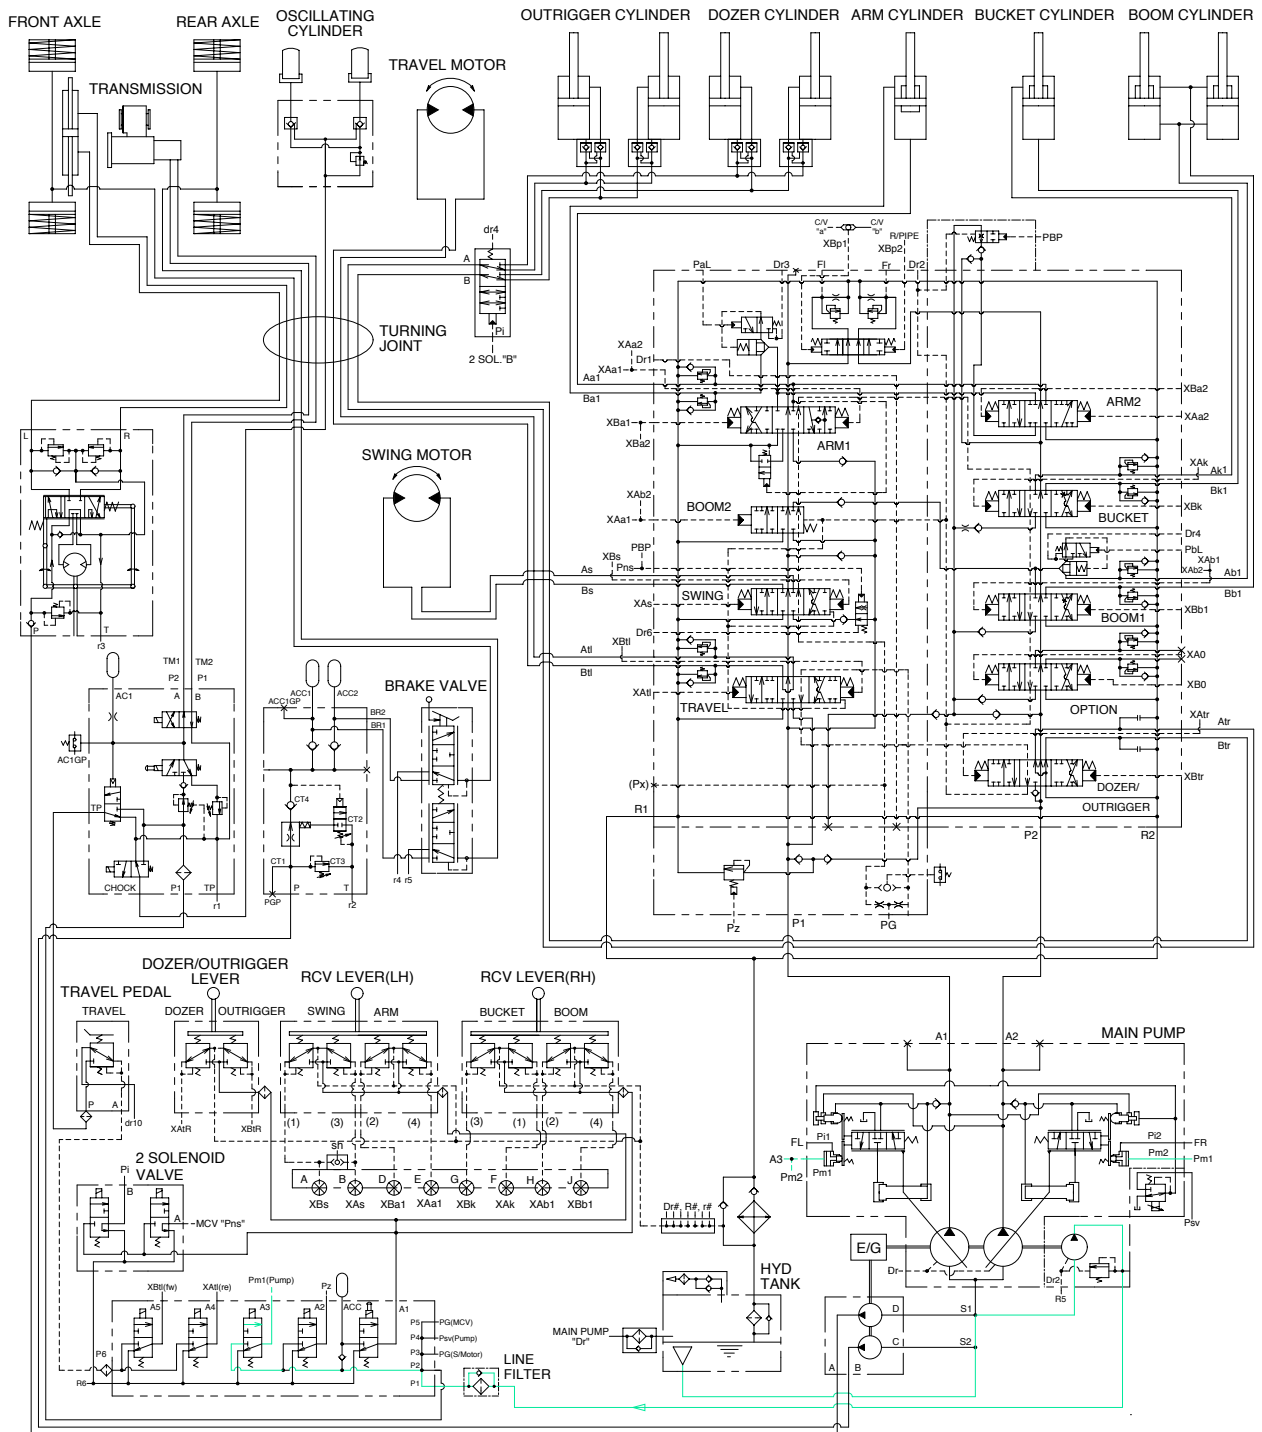 FRONT AXLE
REAR AXLE
OSCILLATING
CYLINDER
OUTRIGGER CYLINDER
DOZER CYLINDER
ARM CYLINDER
BUCKET CYLINDER
BOOM CYLINDER
TRANSMISSION
TRAVEL MOTOR
dr4
A
B
Pi
2 SOL."B"
TURNING
JOINT
C/V
"a"
C/V
"b"
XBp1
R/PIPE
XBp2
PBP
PaL
Dr3
Fl
Fr
Dr2
XAa2
Dr1
XAa1
Aa1
Ba1
XBa1
XBa2
ARM1
XBa2
ARM2
XAa2
XAk
Ak1
Bk1
BUCKET
XBk
Dr4
PbL
XAb1
XAb2
Ab1
Bb1
XBb1
BOOM1
XA0
XB0
OPTION
XAtr
Atr
Btr
XBtr
DOZER/
OUTRIGGER
XAb2
XAa1
BOOM2
PBP
XBs
Pns
As
Bs
SWING
XAs
Dr6
XBtl
Atl
Btl
XAtl
TRAVEL
(Px)
R1
P2
R2
Pz
P1
PG
SWING MOTOR
L
R
P
T
r3
TM1
TM2
P2
P1
AC1
A
B
AC1GP
TP
CHOCK
P1
TP
r1
ACC1
ACC2
ACC1GP
BR2
BR1
CT4
CT2
CT1
CT3
PGP
P
T
r2
BRAKE VALVE
r4
r5
DOZER/OUTRIGGER
LEVER
RCV LEVER(LH)
RCV LEVER(RH)
TRAVEL PEDAL
TRAVEL
DOZER
OUTRIGGER
SWING
ARM
BUCKET
BOOM
P
A
dr10
XAtR
XBtR
(1)
(3)
(2)
(4)
(3)
(1)
(2)
(4)
sh
A
B
D
E
G
F
H
J
XBs
XAs
XBa1
XAa1
XBk
XAk
XAb1
XBb1
2 SOLENOID
VALVE
Pi
B
A
MCV "Pns"
XBtl(fw)
XAtl(re)
Pm1(Pump)
Pz
A5
A4
A3
A2
ACC
A1
P5
PG(MCV)
P4
Psv(Pump)
P3
PG(S/Motor)
P2
P1
P6
R6
LINE
FILTER
Dr#, R#, r#
HYD
TANK
MAIN PUMP
"Dr"
MAIN PUMP
A1
A2
FL
Pi1
A3
Pm1
Pm2
Pi2
FR
Pm2
Pm1
Psv
E/G
Dr
Dr2
R5
D
S1
C
S2
A
B